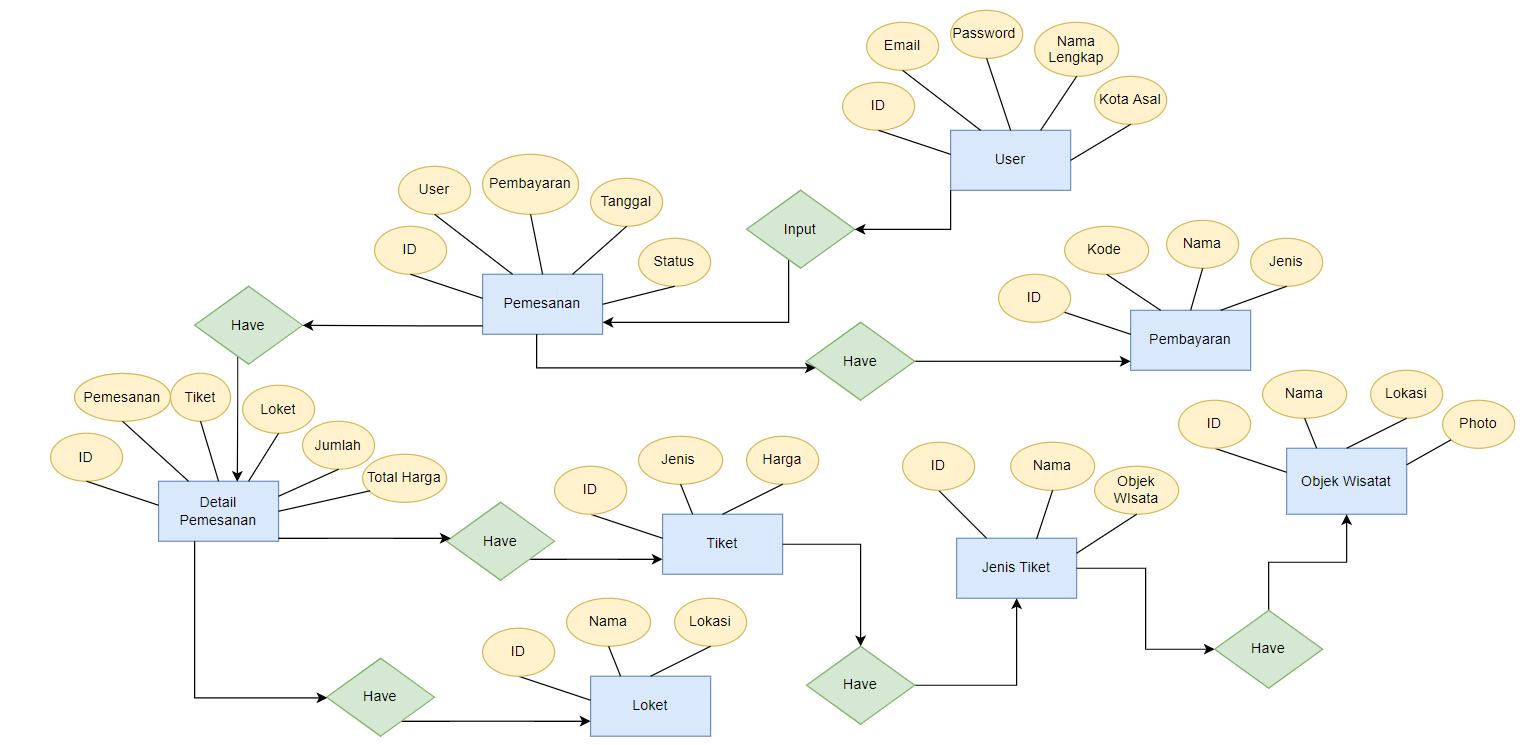 Password
Email
Nama
Lengkap
Kota Asal
ID
User
User
Pembayaran
Tanggal
ID
Status
Input
Pemesanan
Kode
Nama
Jenis
ID
Pembayaran
Have
Have
Pemesanan
Tiket
Loket
Jumlah
ID
Total Harga
Detail
Pemesanan
Nama
Lokasi
ID
Photo
Objek Wisatat
Jenis
Harga
ID
Have
Tiket
ID
Nama
Objek
WIsata
Jenis Tiket
Nama
Lokasi
ID
Have
Loket
Have
Have